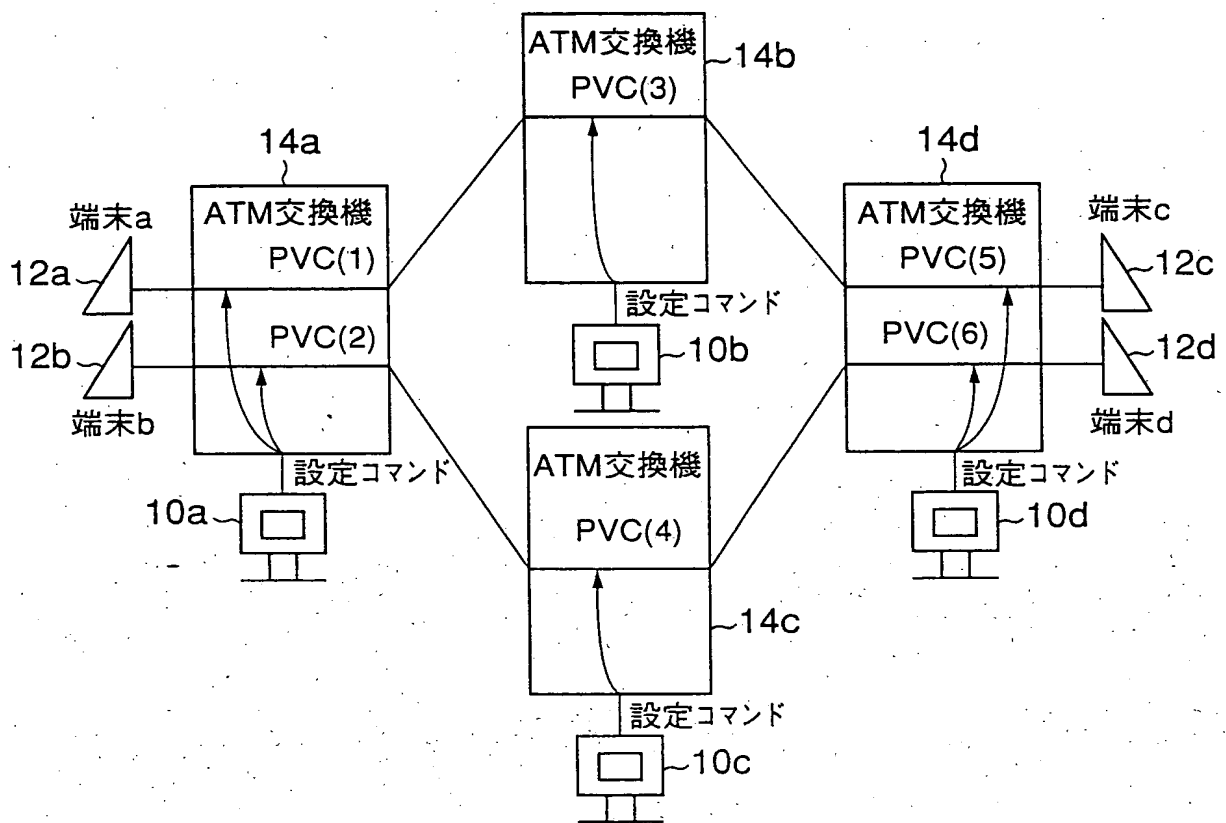 ATM交換機
PVC(3)
14b
設定コマンド
10b
14a
ATM交換機
PVC(1)
PVC(2)
端末a
12a
12b
端末b
設定コマンド
10a
14d
ATM交換機
PVC(5)
PVC(6)
端末c
12c
12d
端末d
設定コマンド
10d
ATM交換機
PVC(4)
14c
設定コマンド
10c